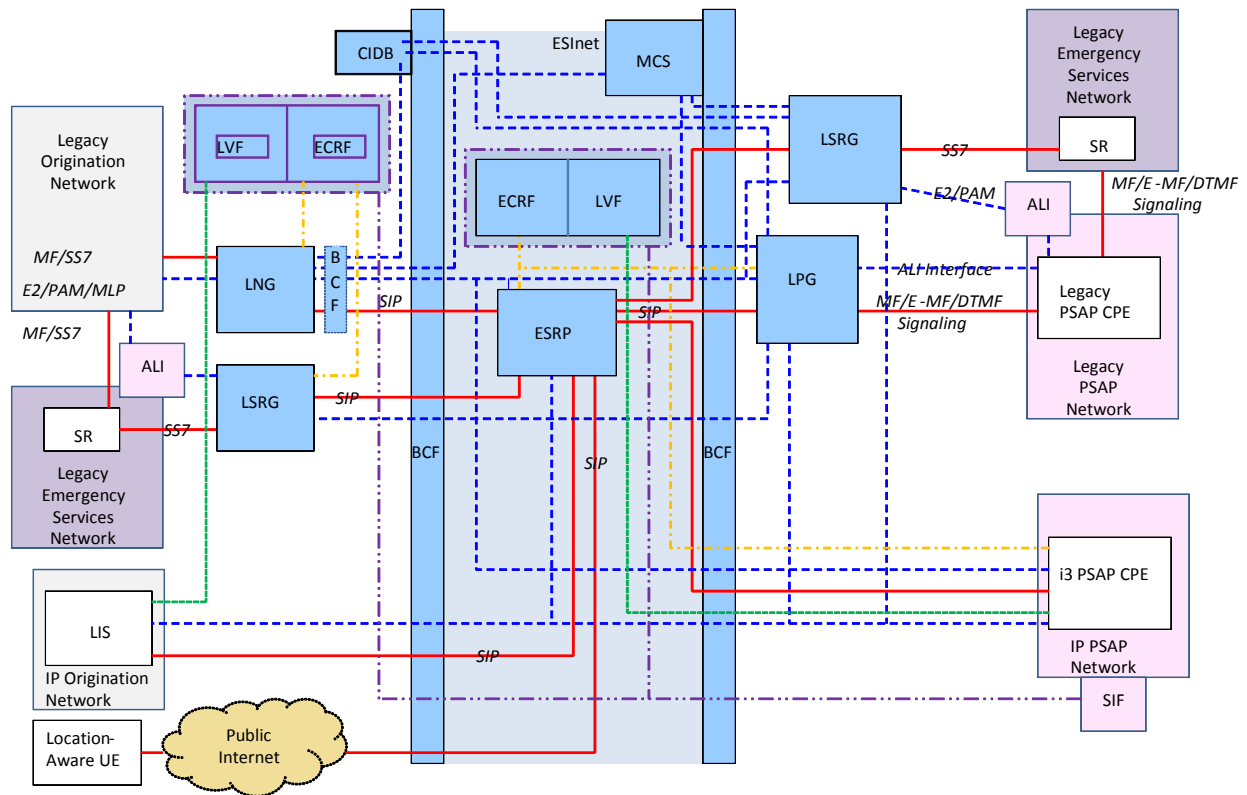 CIDB
ESInet
MCS
Legacy
Emergency
Services
Network
SR
Legacy
Origination
Network
LVF
ECRF
LSRG
SS7
MF/E -MF/DTMF
Signaling
E2/PAM
ALI
ECRF
LVF
MF/SS7
E2/PAM/MLP
LNG
B
C
F
SIP
LPG
ALI Interface
MF/E -MF/DTMF
Signaling
Legacy
PSAP CPE
ESRP
SIP
MF/SS7
ALI
LSRG
SIP
Legacy
PSAP
Network
SR
SS7
Legacy
Emergency
Services
Network
BCF
SIP
BCF
LIS
IP Origination
Network
SIP
i3 PSAP CPE
IP PSAP
Network
SIF
Location-
Aware UE
Public
Internet